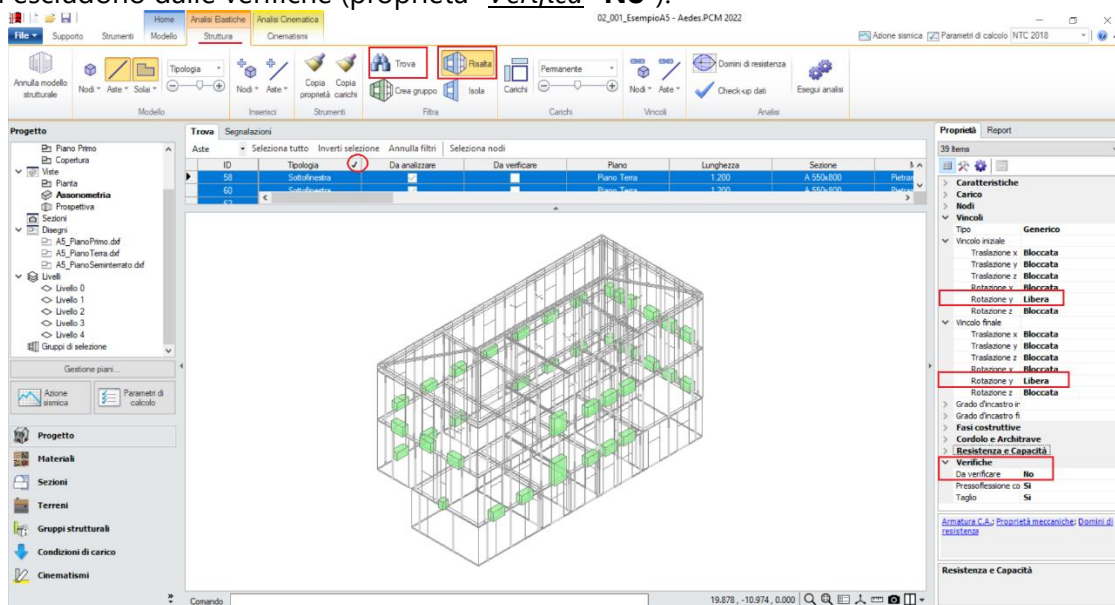 si escludono dalle verifiche (proprietà "Verifica" "No").
Home Analisi Elastiche Analisi Cinematica 02_001_EsempioA5 - Aedes.PCM 2022
File Supporto Strumenti Modello Struttura Cinematismi Azione sismica Parametri di calcolo NTC 2018
Annulla modello strutturale
Nodi Aste Solai
Tipologia
Modello
Nodi Aste
Inserisci
Copia proprietà
Copia carichi
Strumenti
Trova
Crea gruppo
Risalta
Isola
Filtra
Carichi
Permanente
Carichi
Nodi Aste
Vincoli
Domini di resistenza
Check-up dati
Esegui analisi
Analisi
Progetto
Piano Primo
Copertura
Viste
Pianta
Assonometria
Prospettiva
Sezioni
Disegni
A5_PianoPrimo.dxf
A5_PianoTerra.dxf
A5_PianoSeminterrato.dxf
Livelli
Livello 0
Livello 1
Livello 2
Livello 3
Livello 4
Gruppi di selezione
Gestione piani...
Azione sismica
Parametri di calcolo
Progetto
Materiali
Sezioni
Terreni
Gruppi strutturali
Condizioni di carico
Cinematismi
Trova Segnalazioni
Aste Seleziona tutto Inverti selezione Annulla filtri Seleziona nodi
ID Tipologia Da analizzare Da verificare Piano Lunghezza Sezione
58 Sottofinestra Piano Terra 1.200 A 550x800
60 Sottofinestra Piano Terra 1.200 A 550x800
Comando 19.878 , -10.974 , 0.000
Proprietà Report
39 Items
Caratteristiche
Carico
Nodi
Vincoli
Tipo Generico
Vincolo iniziale
Traslazione x Bloccata
Traslazione y Bloccata
Traslazione z Bloccata
Rotazione x Bloccata
Rotazione y Libera
Rotazione z Bloccata
Vincolo finale
Traslazione x Bloccata
Traslazione y Bloccata
Traslazione z Bloccata
Rotazione x Bloccata
Rotazione y Libera
Rotazione z Bloccata
Grado d'incastro in
Grado d'incastro fi
Fasi costruttive
Cordolo e Architrave
Resistenza e Capacità
Verifiche
Da verificare No
Pressoflessione co Sì
Taglio Sì
Armatura C.A.; Proprietà meccaniche; Domini di
resistenza
Resistenza e Capacità